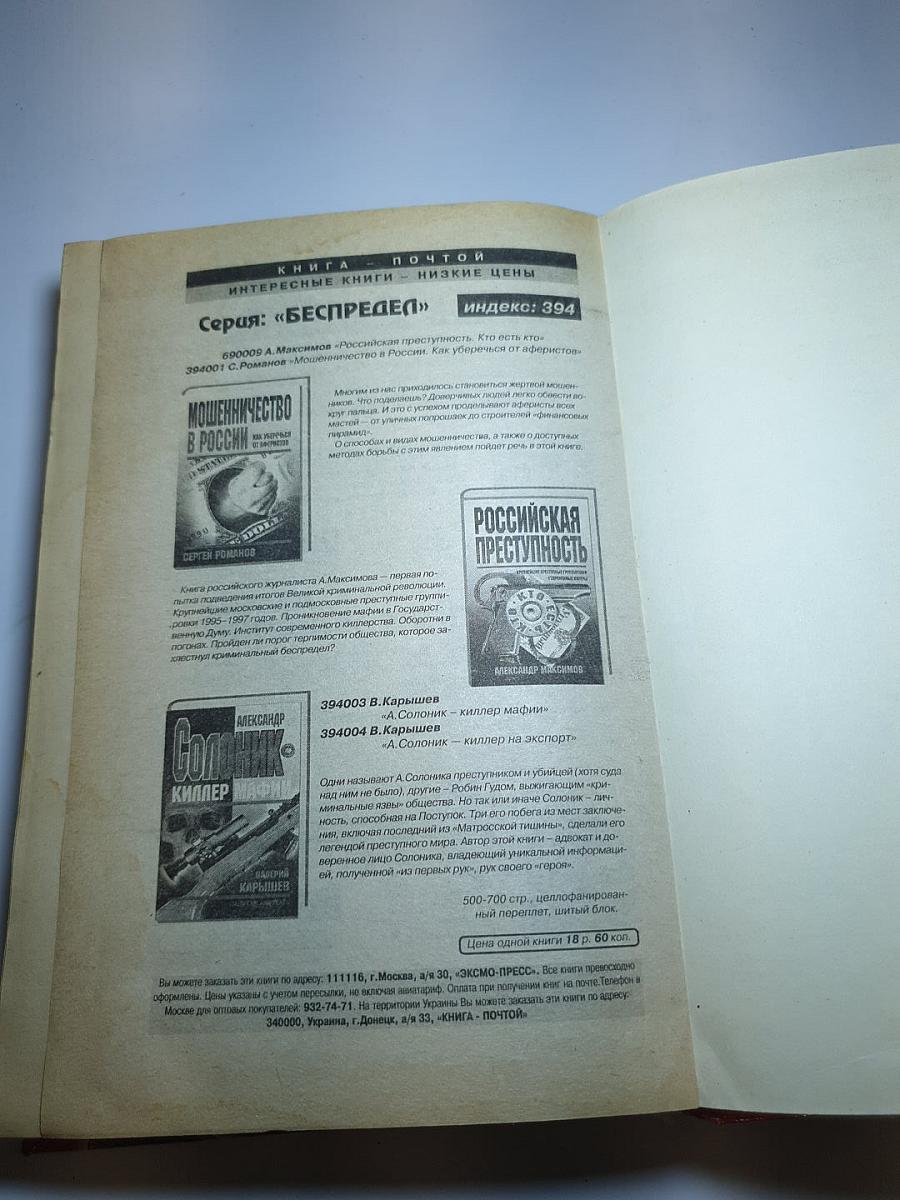 КНИГА – ПОЧТОЙ
ИНТЕРЕСНЫЕ КНИГИ – НИЗКИЕ ЦЕНЫ
Серия: «БЕСПРЕДЕЛ»
индекс: 394
690009 А.Максимов «Российская преступность. Кто есть кто»
394001 С.Романов «Мошенничество в России. Как уберечься от аферистов»
МОШЕННИЧЕСТВО
В РОССИИ
КАК УБЕРЕЧЬСЯ
ОТ АФЕРИСТОВ
СЕРГЕЙ РОМАНОВ
Многим из нас приходилось становиться жертвой мошен-
ников. Что поделаешь? Доверчивых людей легко обвести во-
круг пальца. И это с успехом проделывают аферисты всех
мастей — от уличных попрошаек до строителей «финансовых
пирамид».
О способах и видах мошенничества, а также о доступных
методах борьбы с этим явлением пойдет речь в этой книге.
РОССИЙСКАЯ
ПРЕСТУПНОСТЬ
КТО ЕСТЬ КТО
АЛЕКСАНДР МАКСИМОВ
Книга российского журналиста А.Максимова — первая по-
пытка подведения итогов Великой криминальной революции.
Крупнейшие московские и подмосковные преступные группи-
ровки 1995–1997 годов. Проникновение мафии в Государст-
венную Думу. Институт современного киллерства. Оборотни в
погонах. Пройден ли порог терпимости общества, которое за-
хлестнул криминальный беспредел?
АЛЕКСАНДР
СОЛОНИК-
КИЛЛЕР МАФИИ
ВАЛЕРИЙ
КАРЫШЕВ
394003 В.Карышев
«А.Солоник – киллер мафии»
394004 В.Карышев
«А.Солоник — киллер на экспорт»
Одни называют А.Солоника преступником и убийцей (хотя суда
над ним не было), другие – Робин Гудом, выжигающим «кри-
минальные язвы» общества. Но так или иначе Солоник – лич-
ность, способная на Поступок. Три его побега из мест заключе-
ния, включая последний из «Матросской тишины», сделали его
легендой преступного мира. Автор этой книги – адвокат и до-
веренное лицо Солоника, владеющий уникальной информаци-
ей, полученной «из первых рук», рук своего «героя».
500-700 стр., целлофанирован-
ный переплет, шитый блок.
Цена одной книги 18 р. 60 коп.
Вы можете заказать эти книги по адресу: 111116, г.Москва, а/я 30, «ЭКСМО-ПРЕСС». Все книги превосходно
оформлены. Цены указаны с учетом пересылки, не включая авиатариф. Оплата при получении книг на почте.Телефон в
Москве для оптовых покупателей: 932-74-71. На территории Украины Вы можете заказать эти книги по адресу:
340000, Украина, г.Донецк, а/я 33, «КНИГА - ПОЧТОЙ»